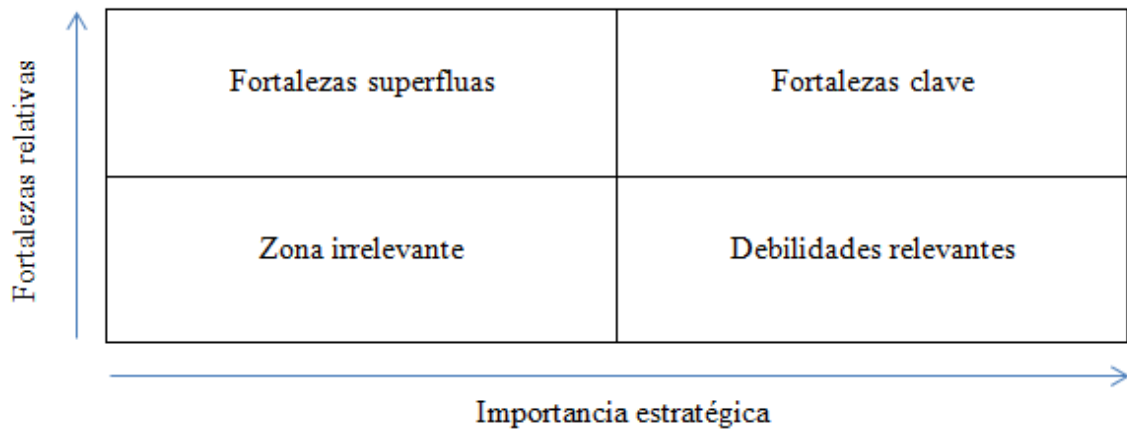 Fortalezas relativas
Fortalezas superfluas
Fortalezas clave
Zona irrelevante
Debilidades relevantes
Importancia estratégica